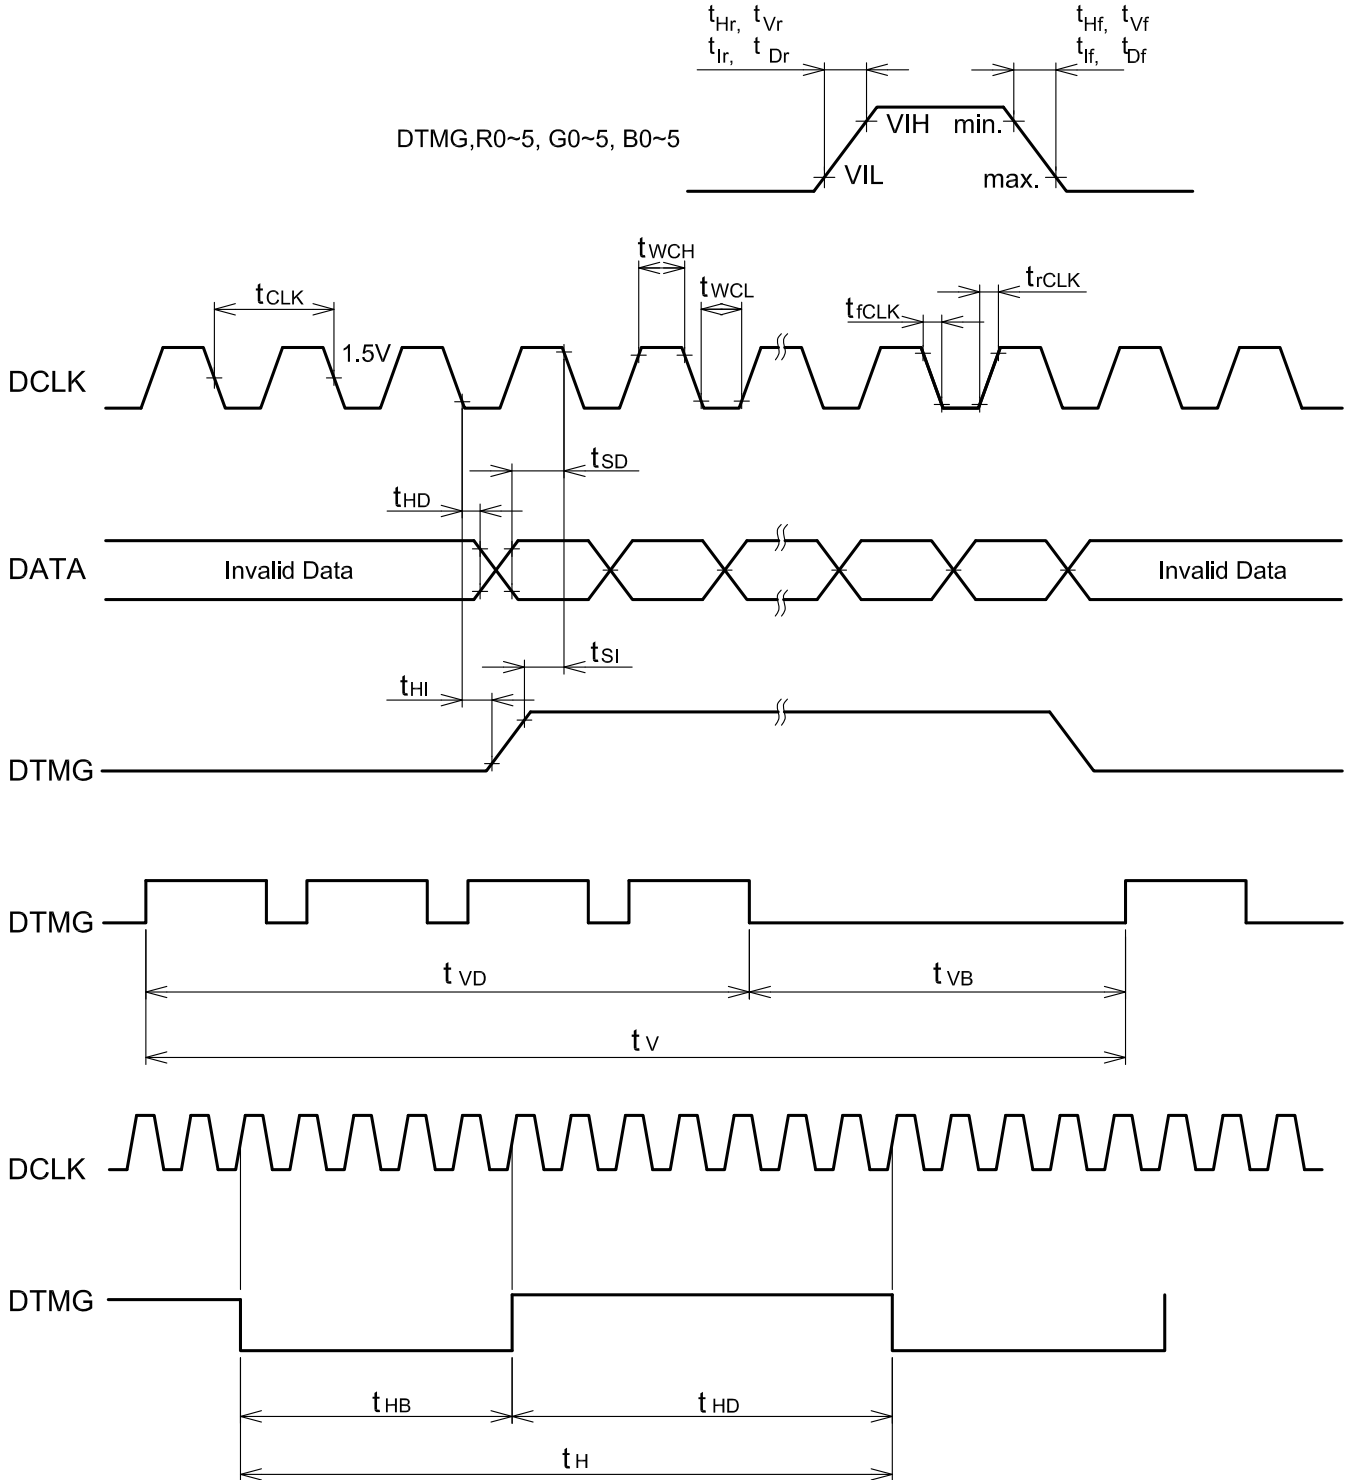 tHr, tVr
tIr, tDr
tHf, tVf
tIf, tDf
DTMG,R0~5, G0~5, B0~5
VIH min.
VIL max.
tWCH
tCLK
tWCL
tfCLK
trCLK
1.5V
DCLK
tSD
tHD
DATA
Invalid Data
Invalid Data
tSI
tHI
DTMG
DTMG
tVD
tVB
tV
DCLK
DTMG
tHB
tHD
tH